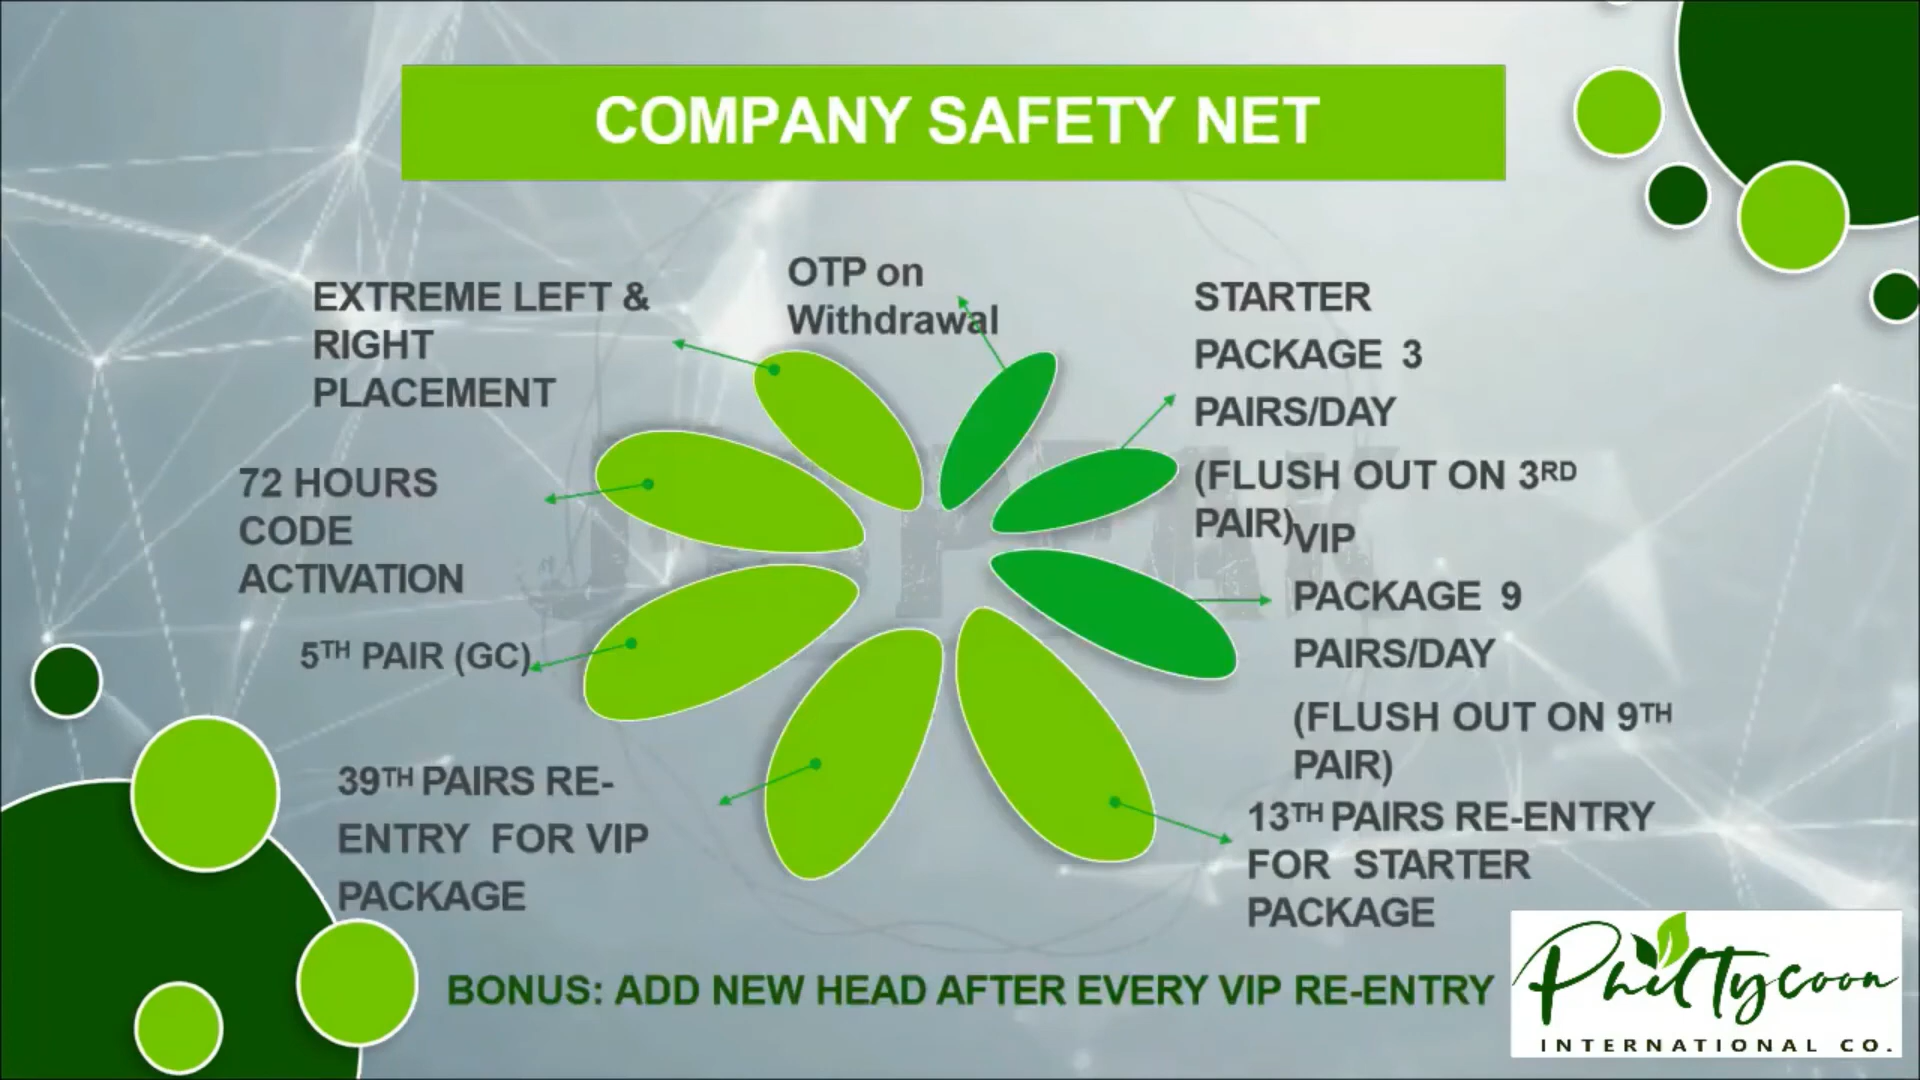 COMPANY SAFETY NET
OTP on
Withdrawal
EXTREME LEFT &
RIGHT
PLACEMENT
STARTER
PACKAGE 3
PAIRS/DAY
(FLUSH OUT ON 3RD
PAIR)
72 HOURS
CODE
ACTIVATION
VIP
PACKAGE 9
PAIRS/DAY
(FLUSH OUT ON 9TH
PAIR)
5TH PAIR (GC)
39TH PAIRS RE-
ENTRY FOR VIP
PACKAGE
13TH PAIRS RE-ENTRY
FOR STARTER
PACKAGE
BONUS: ADD NEW HEAD AFTER EVERY VIP RE-ENTRY
PhilTycoon
INTERNATIONAL CO.